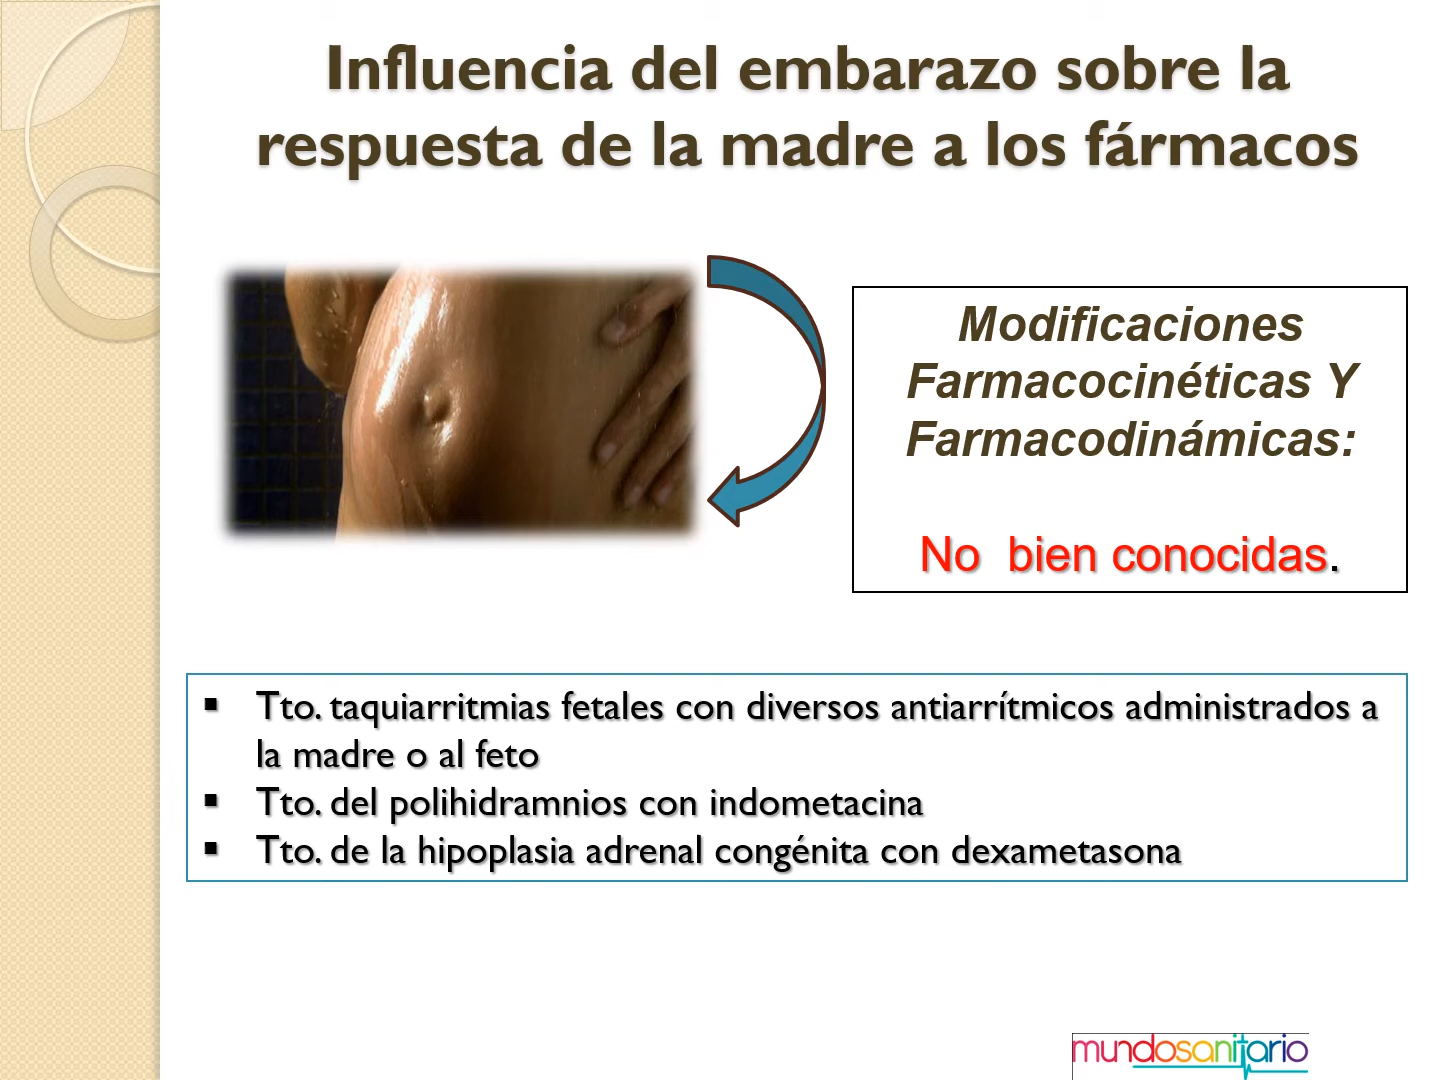 Influencia del embarazo sobre la
respuesta de la madre a los fármacos
Modificaciones
Farmacocinéticas Y
Farmacodinámicas:
No  bien conocidas.
▪ Tto. taquiarritmias fetales con diversos antiarrítmicos administrados a
la madre o al feto
▪ Tto. del polihidramnios con indometacina
▪ Tto. de la hipoplasia adrenal congénita con dexametasona
mundosanitario